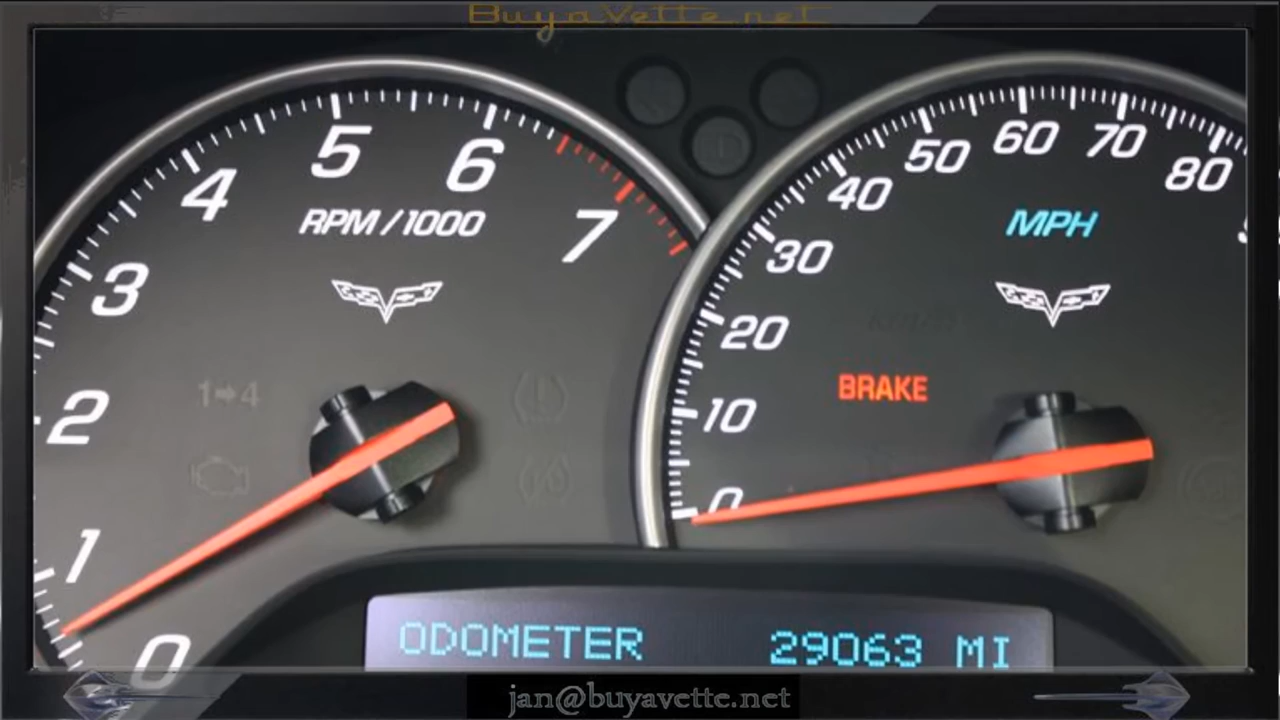 Buyavette.net
5 6
4 7
3
2
1
0
RPM/1000
1➡4
50 60 70 80
40
30
20
10
0
MPH
BRAKE
ODOMETER 29063 MI
jan@buyavette.net